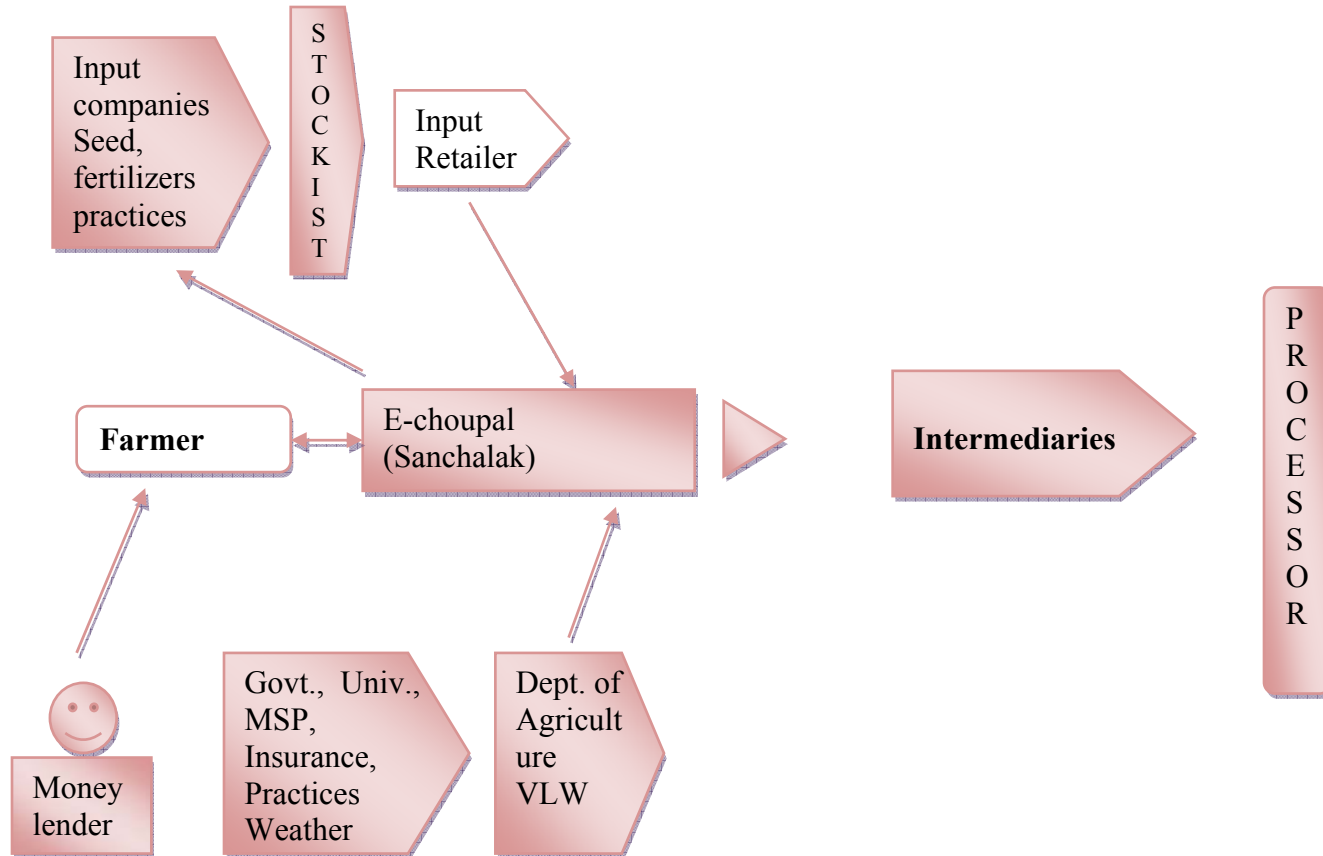 Input
companies
Seed,
fertilizers
practices
S
T
O
C
K
I
S
T
Input
Retailer
Farmer
E-choupal
(Sanchalak)
Intermediaries
P
R
O
C
E
S
S
O
R
Money
lender
Govt., Univ.,
MSP,
Insurance,
Practices
Weather
Dept. of
Agricult
ure
VLW